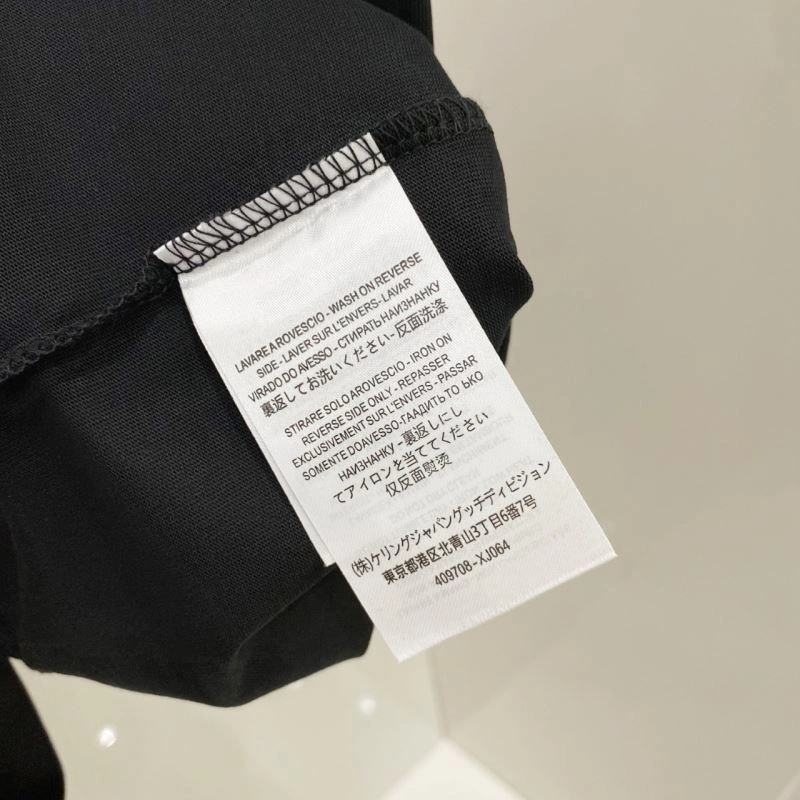 LAVARE A ROVESCIO - WASH ON REVERSE
SIDE - LAVER SUR L'ENVERS - LAVAR
VIRADO DO AVESSO - СТИРАТЬ НАИЗНАНКУ
裏返してお洗いください - 反面洗涤
STIRARE SOLO AROVESCIO - IRON ON
REVERSE SIDE ONLY - REPASSER
EXCLUSIVEMENT SUR L'ENVERS - PASSAR
SOMENTE DOAVESSO - ГААДИТЬ ТО ЬКО
НАИЗНАНКУ - 裏返しにし
てアイロンを当ててください
仅反面熨烫
(株)ケリングジャパングッチディビジョン
東京都港区北青山3丁目6番7号
409708-XJ064